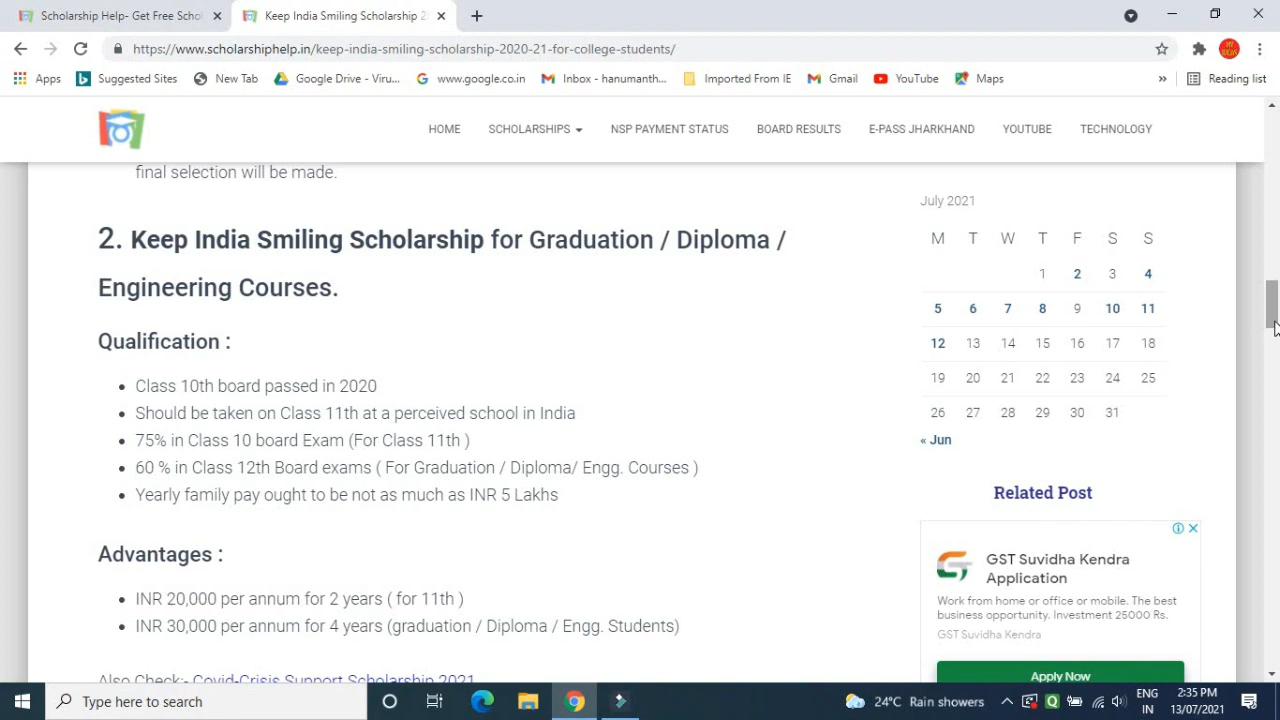 Scholarship Help- Get Free Schol
Keep India Smiling Scholarship 2
https://www.scholarshiphelp.in/keep-india-smiling-scholarship-2020-21-for-college-students/
Apps
Suggested Sites
New Tab
Google Drive - Viru...
www.google.co.in
Inbox - hanumanth...
Imported From IE
Gmail
YouTube
Maps
»
Reading list
HOME
SCHOLARSHIPS
NSP PAYMENT STATUS
BOARD RESULTS
E-PASS JHARKHAND
YOUTUBE
TECHNOLOGY
final selection will be made.
2. Keep India Smiling Scholarship for Graduation / Diploma /
Engineering Courses.
Qualification :
Class 10th board passed in 2020
Should be taken on Class 11th at a perceived school in India
75% in Class 10 board Exam (For Class 11th )
60 % in Class 12th Board exams ( For Graduation / Diploma/ Engg. Courses )
Yearly family pay ought to be not as much as INR 5 Lakhs
Advantages :
INR 20,000 per annum for 2 years ( for 11th )
INR 30,000 per annum for 4 years (graduation / Diploma / Engg. Students)
Also Check:- Covid-Crisis Support Scholarship 2021
July 2021
M T W T F S S
1 2 3 4
5 6 7 8 9 10 11
12 13 14 15 16 17 18
19 20 21 22 23 24 25
26 27 28 29 30 31
« Jun
Related Post
GST Suvidha Kendra
Application
Work from home or office or mobile. The best
business opportunity. Investment 25000 Rs.
GST Suvidha Kendra
Apply Now
Type here to search
24°C Rain showers
ENG
IN
2:35 PM
13/07/2021